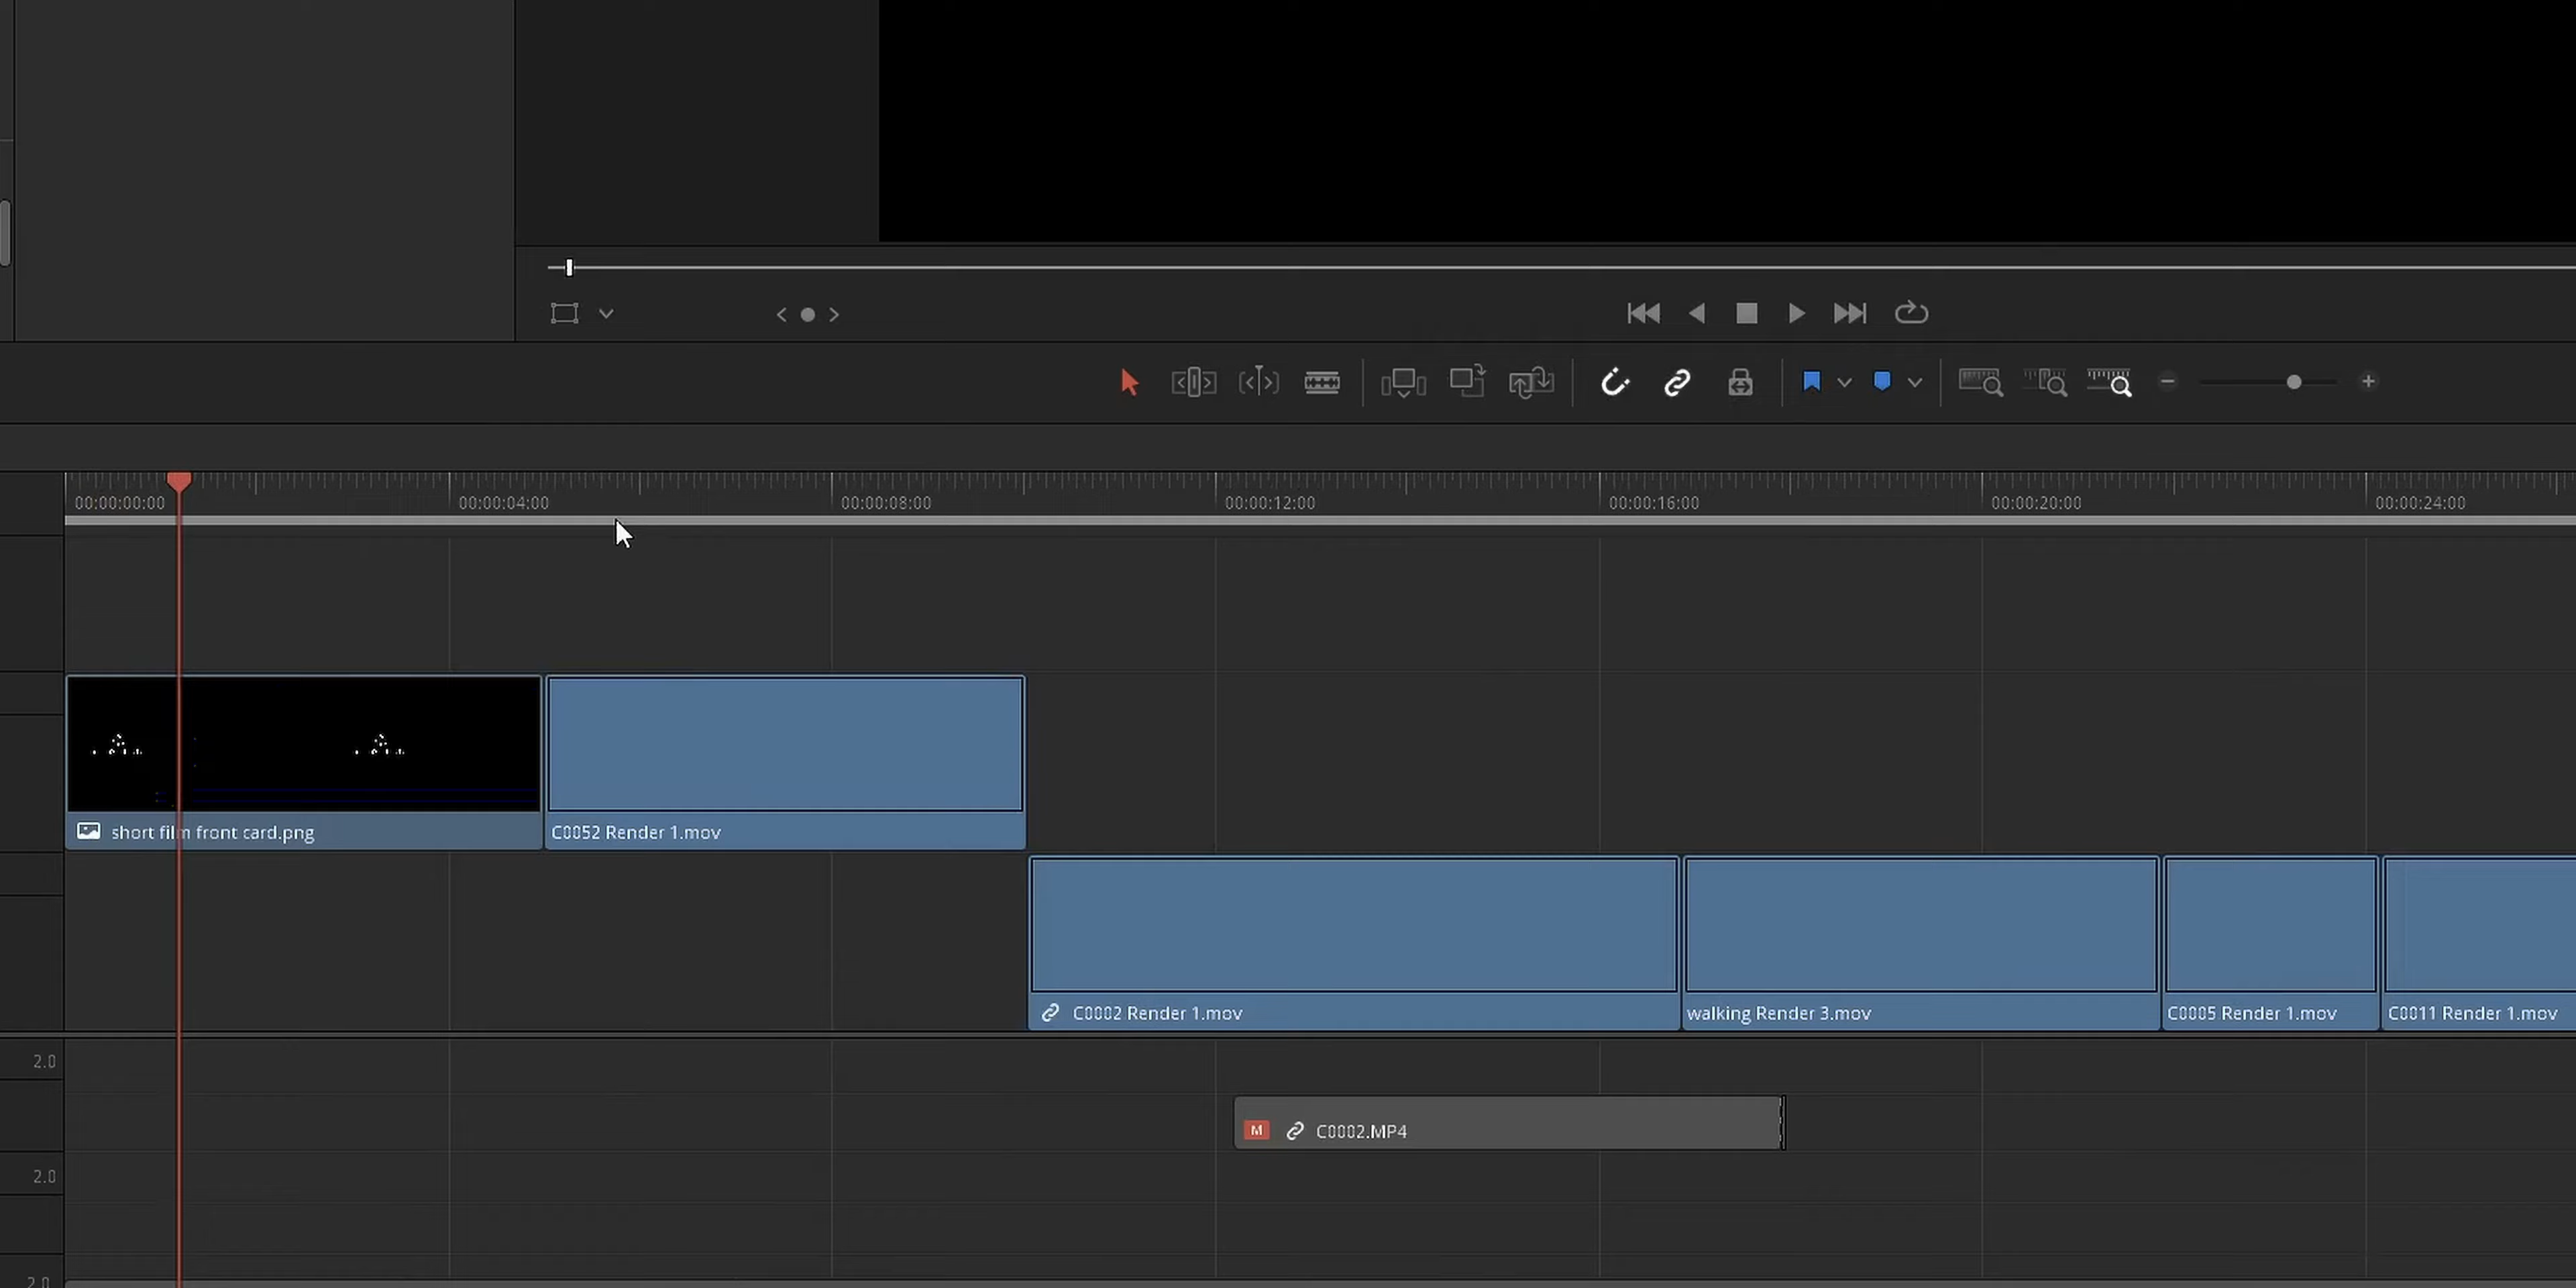 00:00:00:00 00:00:04:00 00:00:08:00 00:00:12:00 00:00:16:00 00:00:20:00 00:00:24:00
short film front card.png C0052 Render 1.mov
C0002 Render 1.mov walking Render 3.mov C0005 Render 1.mov C0011 Render 1.mov
2.0
M C0002.MP4
2.0
2.0